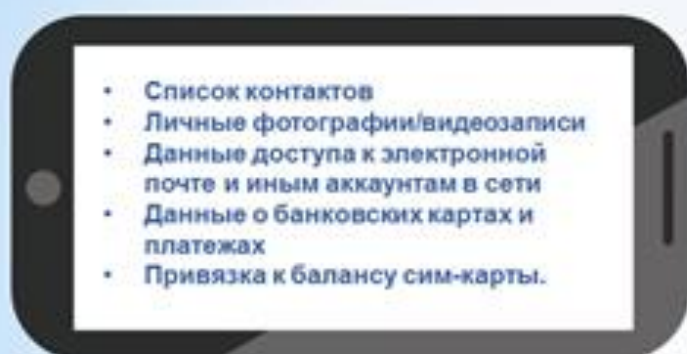 • Список контактов
• Личные фотографии/видеозаписи
• Данные доступа к электронной
почте и иным аккаунтам в сети
• Данные о банковских картах и
платежах
• Привязка к балансу сим-карты.